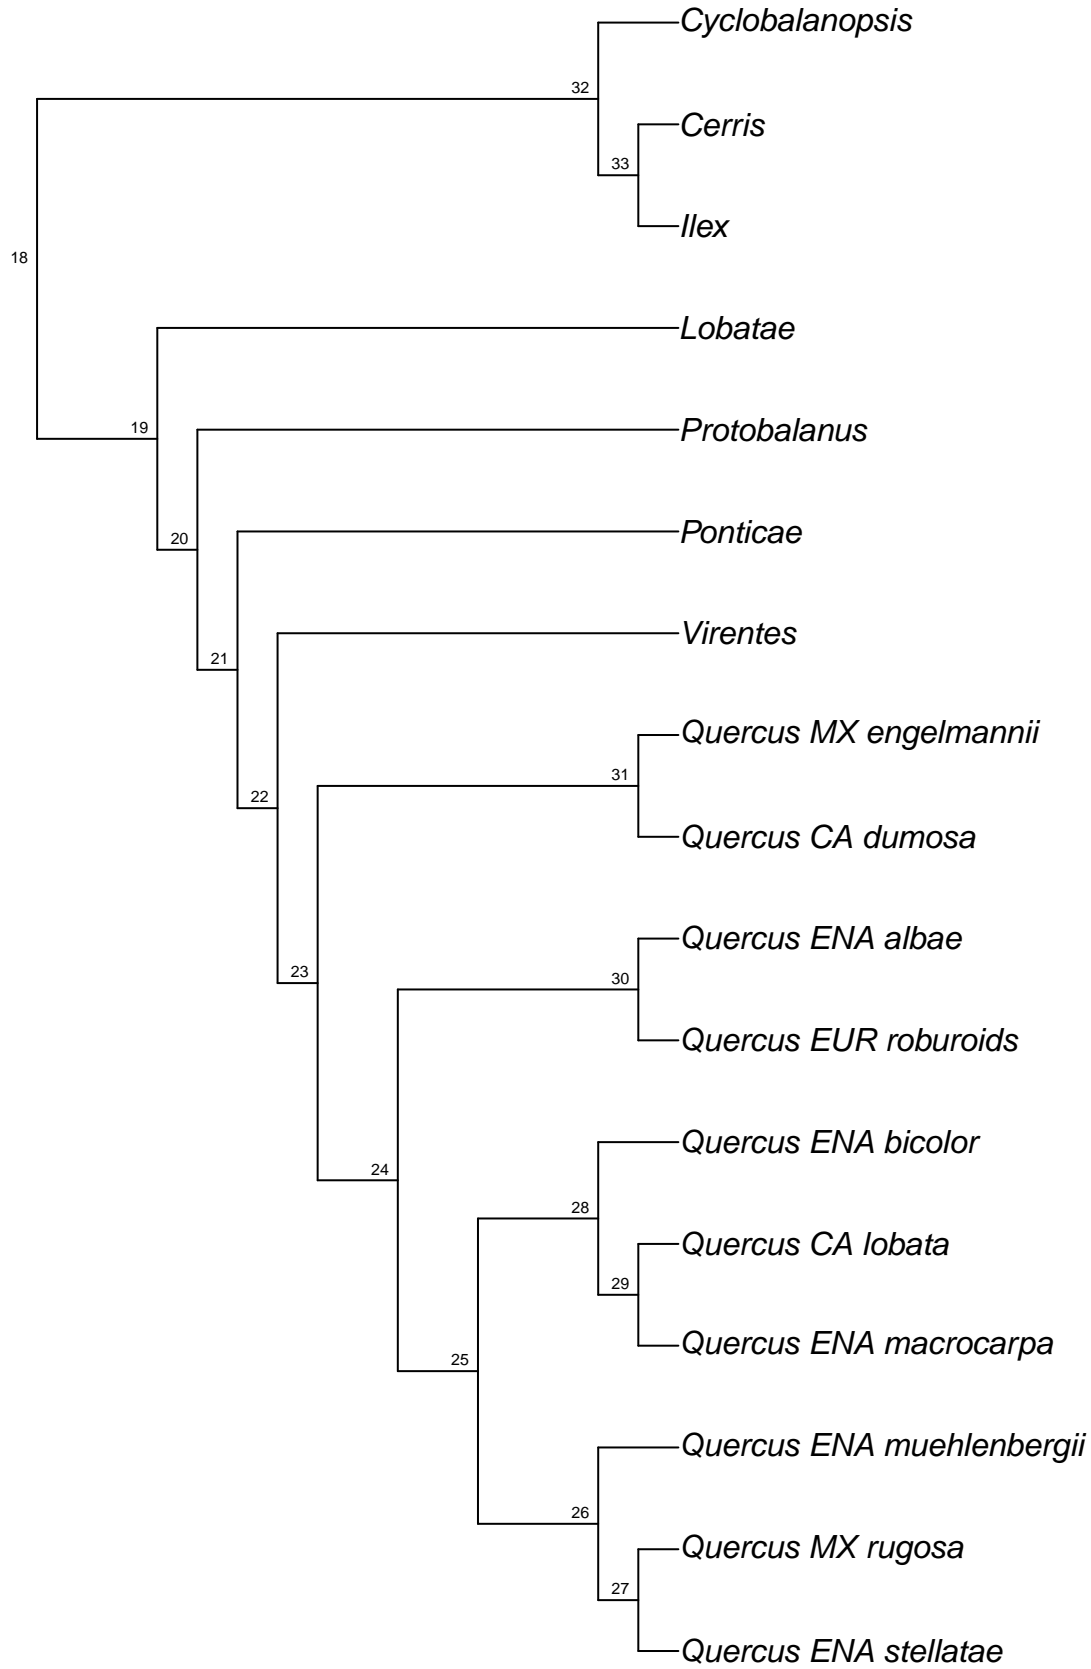 Cyclobalanopsis
32
Cerris
33
Ilex
18
Lobatae
19
Protobalanus
20
Ponticae
21
Virentes
Quercus MX engelmannii
31
22
Quercus CA dumosa
Quercus ENA albae
23
30
Quercus EUR roburoids
Quercus ENA bicolor
24
28
Quercus CA lobata
29
Quercus ENA macrocarpa
25
Quercus ENA muehlenbergii
26
Quercus MX rugosa
27
Quercus ENA stellatae